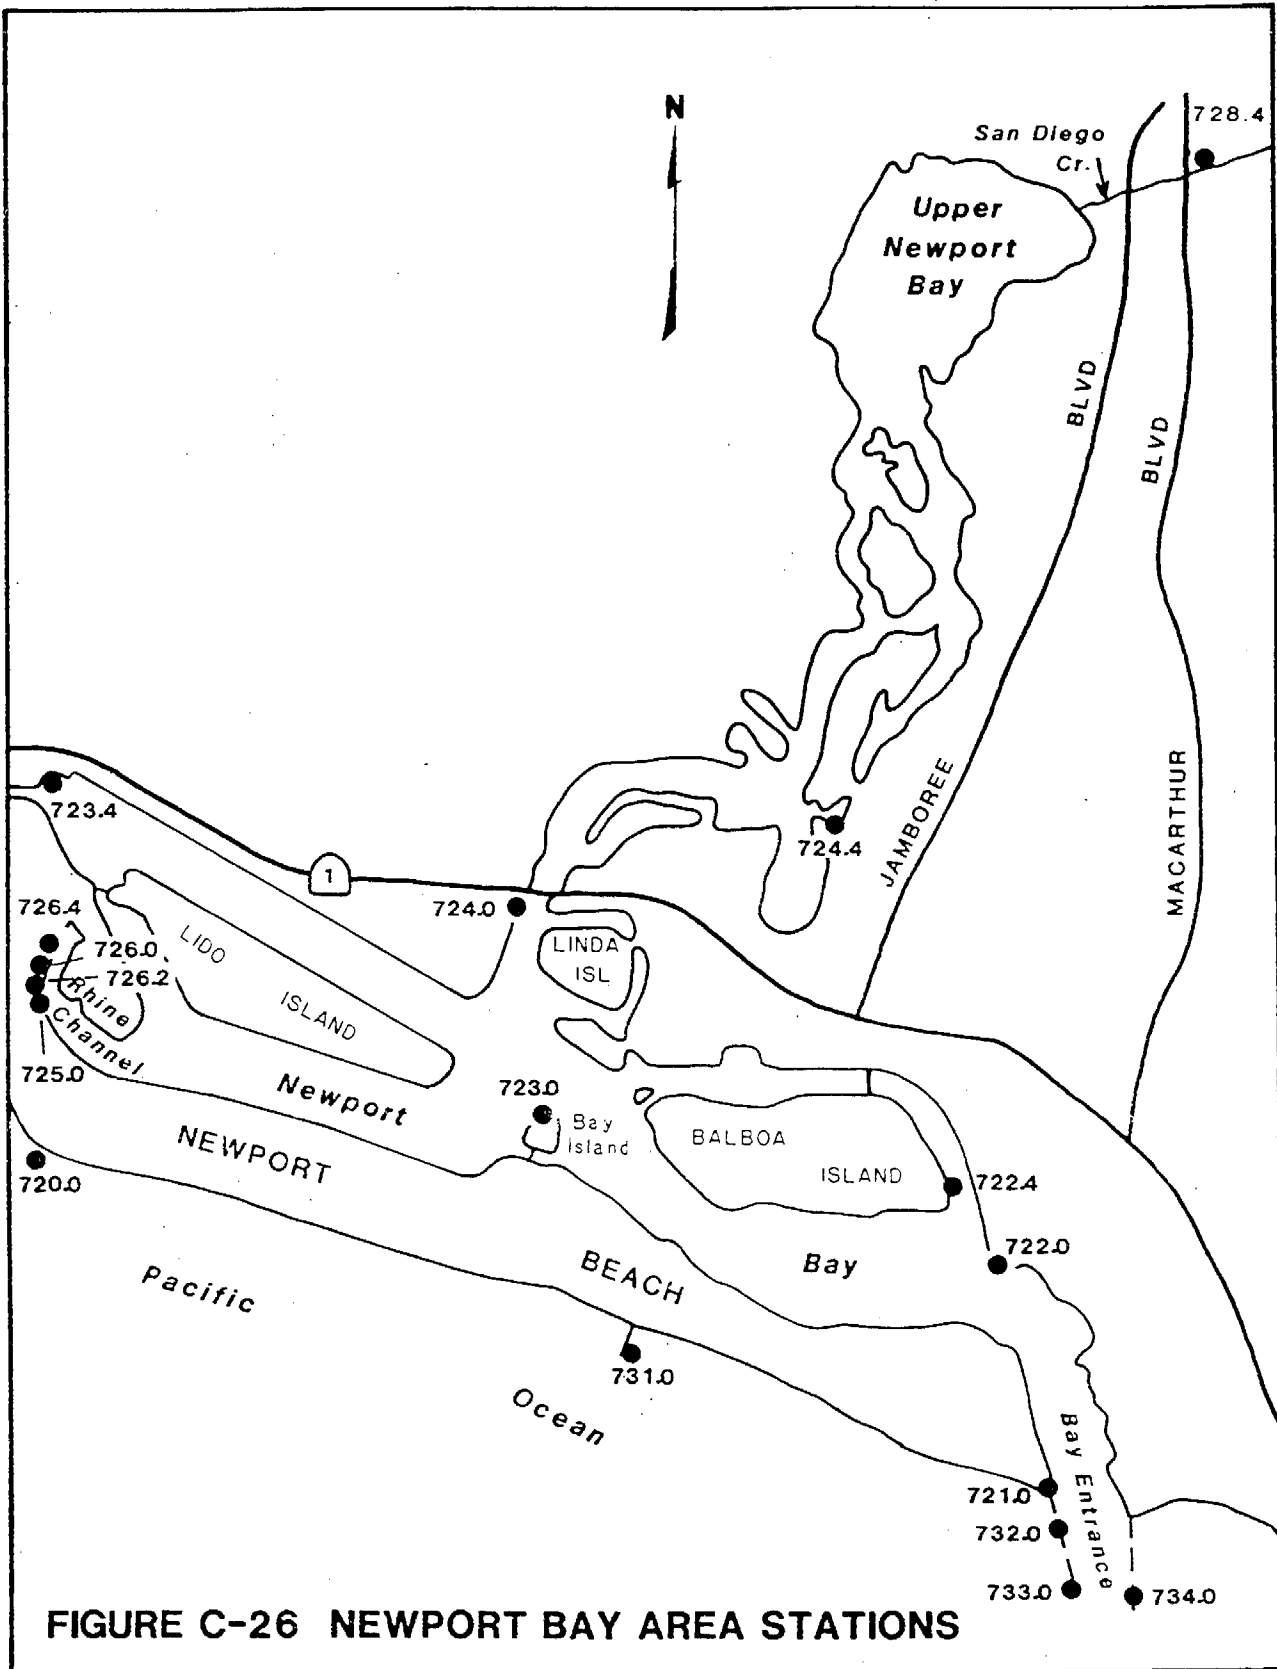 N
728.4
San Diego
Cr.
Upper
Newport
Bay
BLVD
BLVD
JAMBOREE
MACARTHUR
723.4
724.4
1
724.0
726.4
726.0
726.2
Rhine
Channel
725.0
LIDO
ISLAND
LINDA
ISL
Newport
723.0
Bay
Island
BALBOA
ISLAND
722.4
NEWPORT
720.0
722.0
Bay
BEACH
Pacific
731.0
Ocean
Bay Entrance
721.0
732.0
733.0
734.0
FIGURE C-26 NEWPORT BAY AREA STATIONS